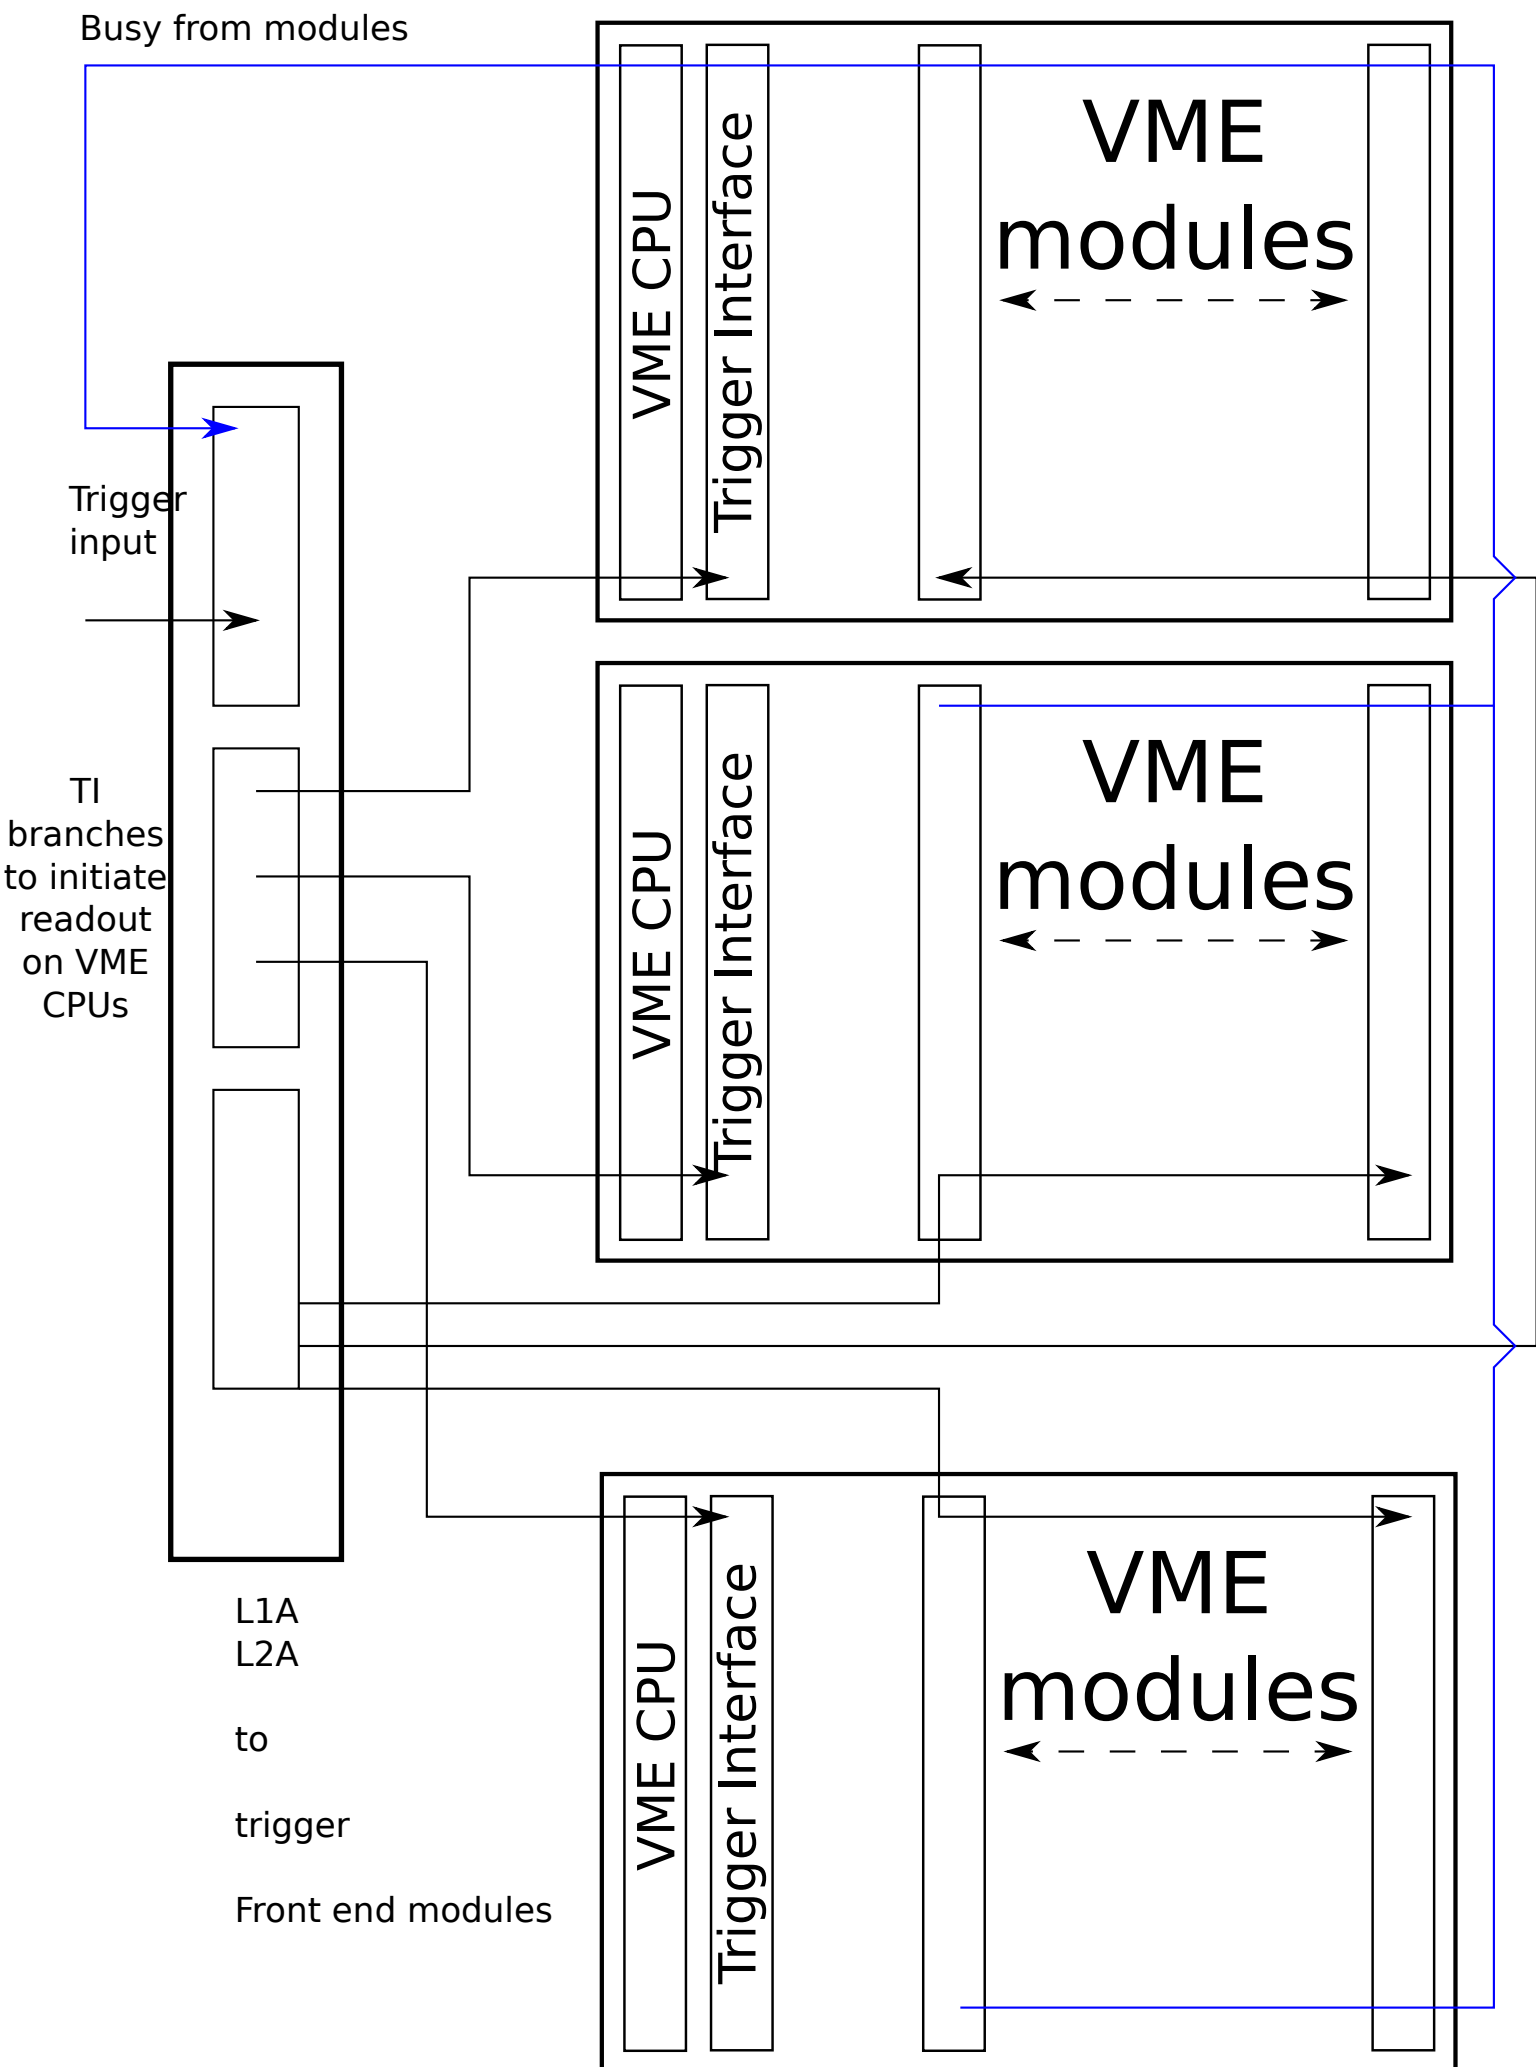 Busy from modules
VME CPU
Trigger Interface
VME
modules
Trigger
input
VME CPU
Trigger Interface
VME
modules
TI
branches
to initiate
readout
on VME
CPUs
VME CPU
Trigger Interface
VME
modules
L1A
L2A
to
trigger
Front end modules